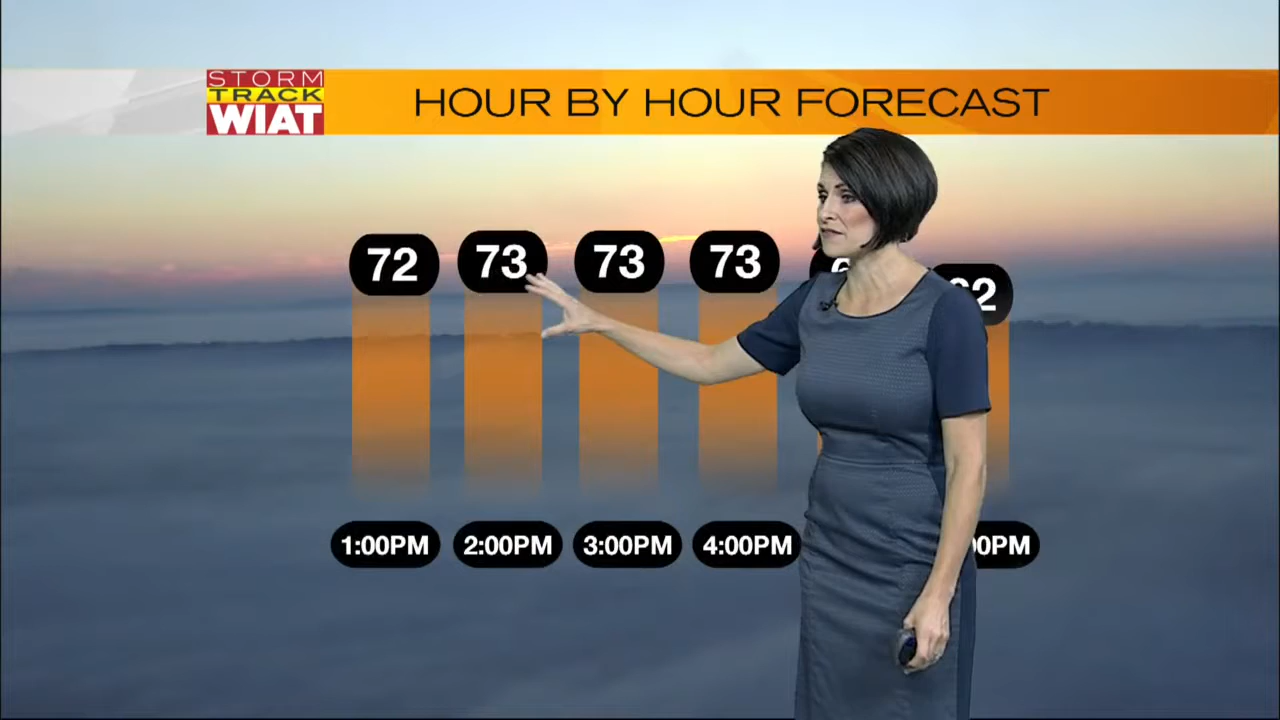 STORM
TRACK
WIAT
HOUR BY HOUR FORECAST
72 73 73 73
1:00PM 2:00PM 3:00PM 4:00PM